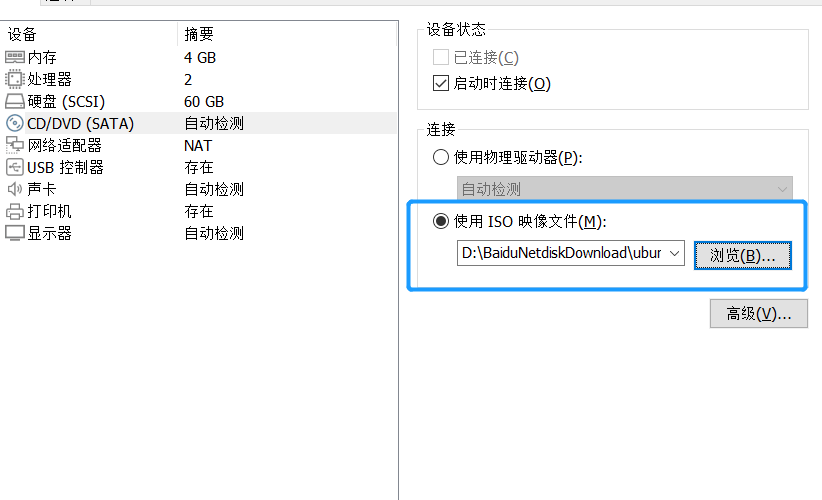 设备 摘要
内存 4 GB
处理器 2
硬盘 (SCSI) 60 GB
CD/DVD (SATA) 自动检测
网络适配器 NAT
USB 控制器 存在
声卡 自动检测
打印机 存在
显示器 自动检测
设备状态
已连接(C)
启动时连接(O)
连接
使用物理驱动器(P):
自动检测
使用 ISO 映像文件(M):
D:\BaiduNetdiskDownload\ubur
浏览(B)...
高级(V)...